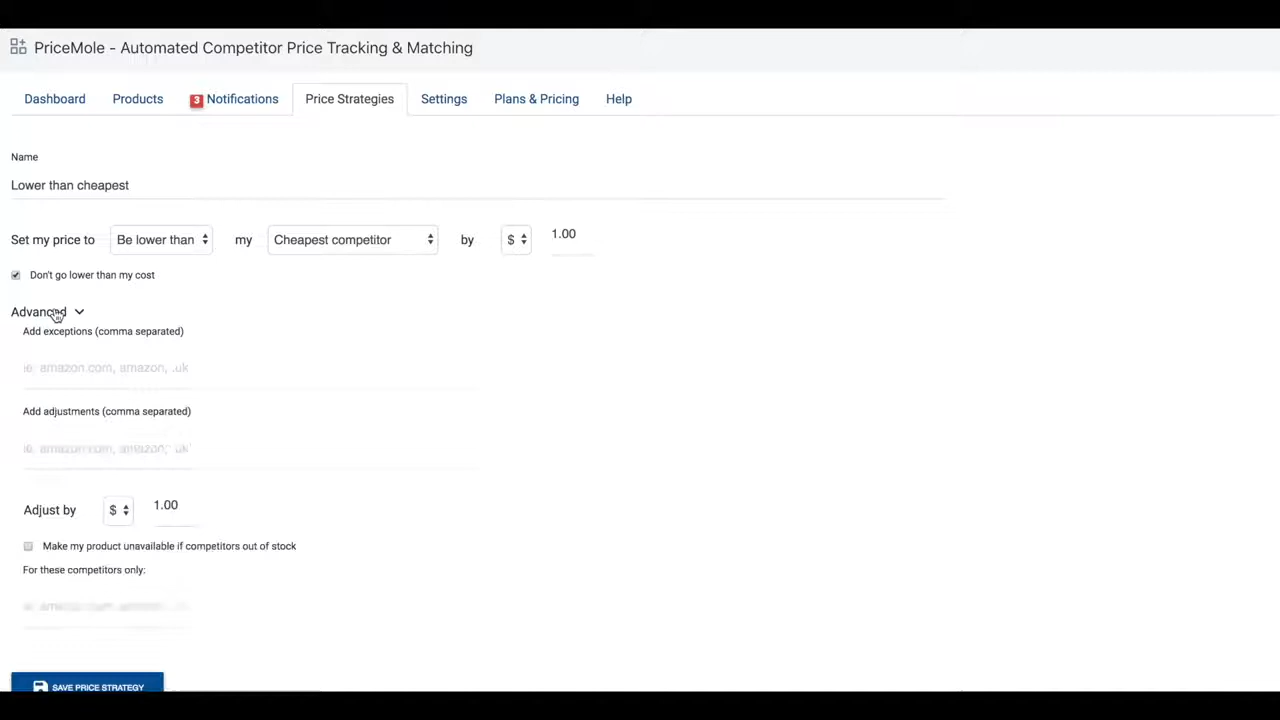 PriceMole - Automated Competitor Price Tracking & Matching
Dashboard Products 3 Notifications Price Strategies Settings Plans & Pricing Help
Name
Lower than cheapest
Set my price to Be lower than my Cheapest competitor by $ 1.00
Don't go lower than my cost
Advanced
Add exceptions (comma separated)
ie: amazon.com, amazon, .uk
Add adjustments (comma separated)
ie, amazon.com, amazon, .uk
Adjust by $ 1.00
Make my product unavailable if competitors out of stock
For these competitors only:
SAVE PRICE STRATEGY